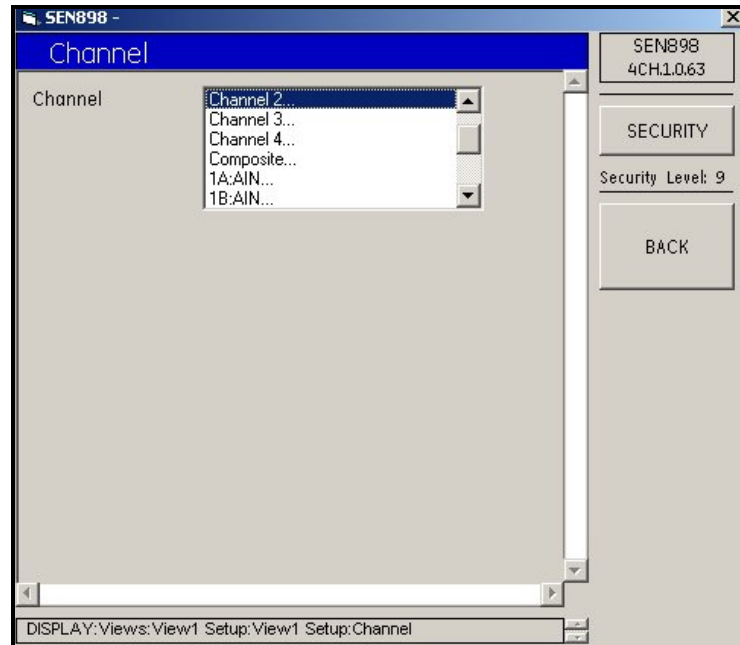 SEN898 -
Channel
SEN898
4CH.1.0.63
Channel
Channel 2...
Channel 3...
Channel 4...
Composite...
1A:AIN...
1B:AIN...
SECURITY
Security Level: 9
BACK
DISPLAY:Views:View1 Setup:View1 Setup:Channel